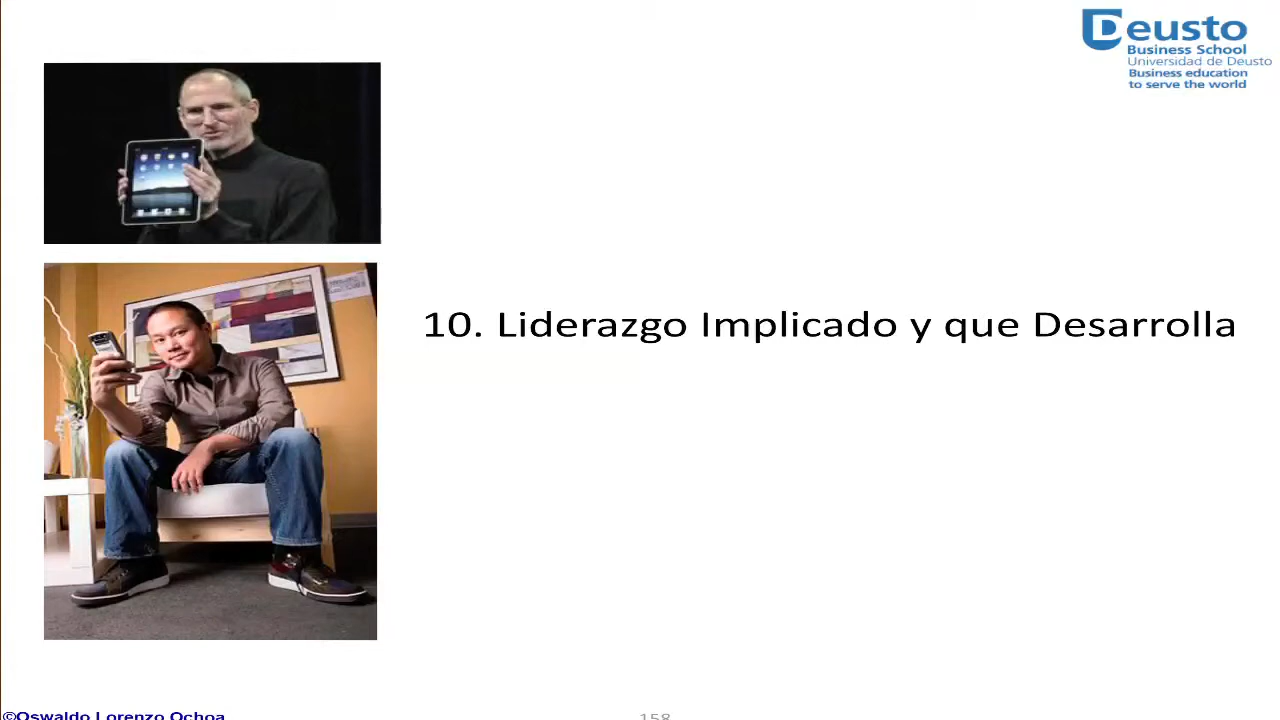 Deusto
Business School
Universidad de Deusto
Business education
to serve the world
10. Liderazgo Implicado y que Desarrolla
©Oswaldo Lorenzo Ochoa
158